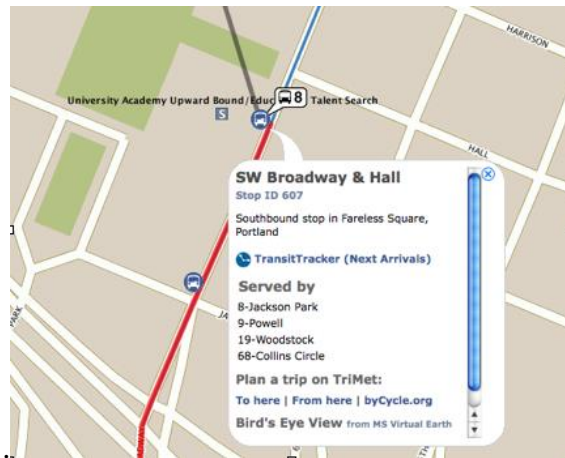 HARRISON
University Academy Upward Bound/Educ
8
Talent Search
S
HALL
SW Broadway & Hall
Stop ID 607
Southbound stop in Fareless Square,
Portland
TransitTracker (Next Arrivals)
Served by
8-Jackson Park
9-Powell
19-Woodstock
68-Collins Circle
Plan a trip on TriMet:
To here | From here | byCycle.org
Bird's Eye View from MS Virtual Earth
JA
PARK
6